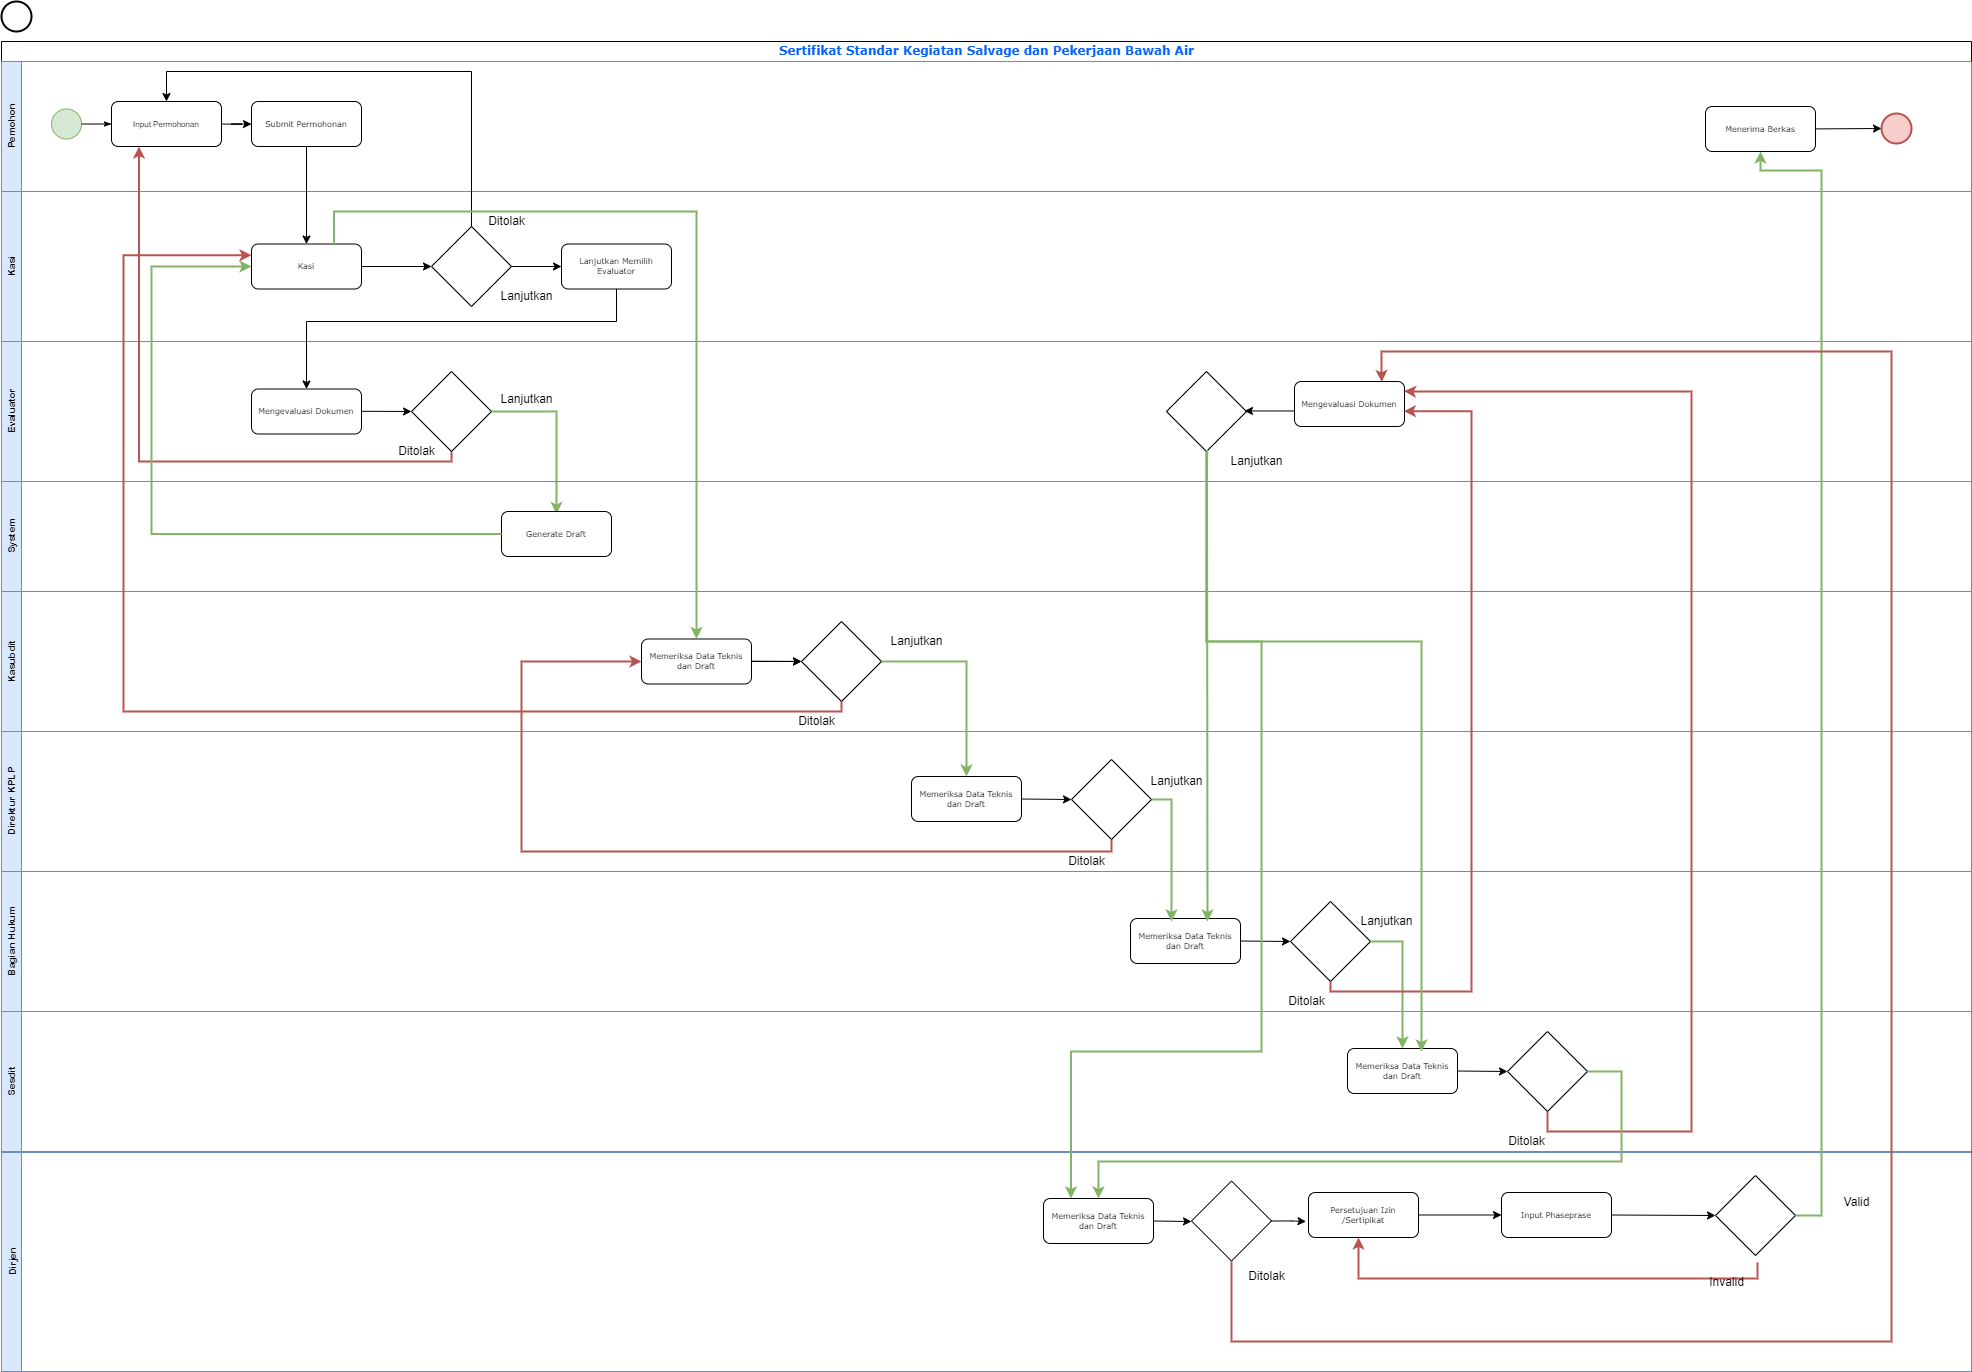 Sertifikat Standar Kegiatan Salvage dan Pekerjaan Bawah Air
Pemohon
Input Permohonan
Submit Permohonan
Menerima Berkas
Kasi
Kasi
Ditolak
Lanjutkan
Lanjutkan Memilih
Evaluator
Evaluator
Mengevaluasi Dokumen
Lanjutkan
Ditolak
Mengevaluasi Dokumen
Lanjutkan
System
Generate Draft
Kasubdit
Memeriksa Data Teknis
dan Draft
Lanjutkan
Ditolak
Direktur KPLP
Memeriksa Data Teknis
dan Draft
Lanjutkan
Ditolak
Bagian Hukum
Memeriksa Data Teknis
dan Draft
Lanjutkan
Ditolak
Sesdit
Memeriksa Data Teknis
dan Draft
Ditolak
Dirjen
Memeriksa Data Teknis
dan Draft
Ditolak
Persetujuan Izin
/Sertipikat
Input Phaseprase
Valid
Invalid